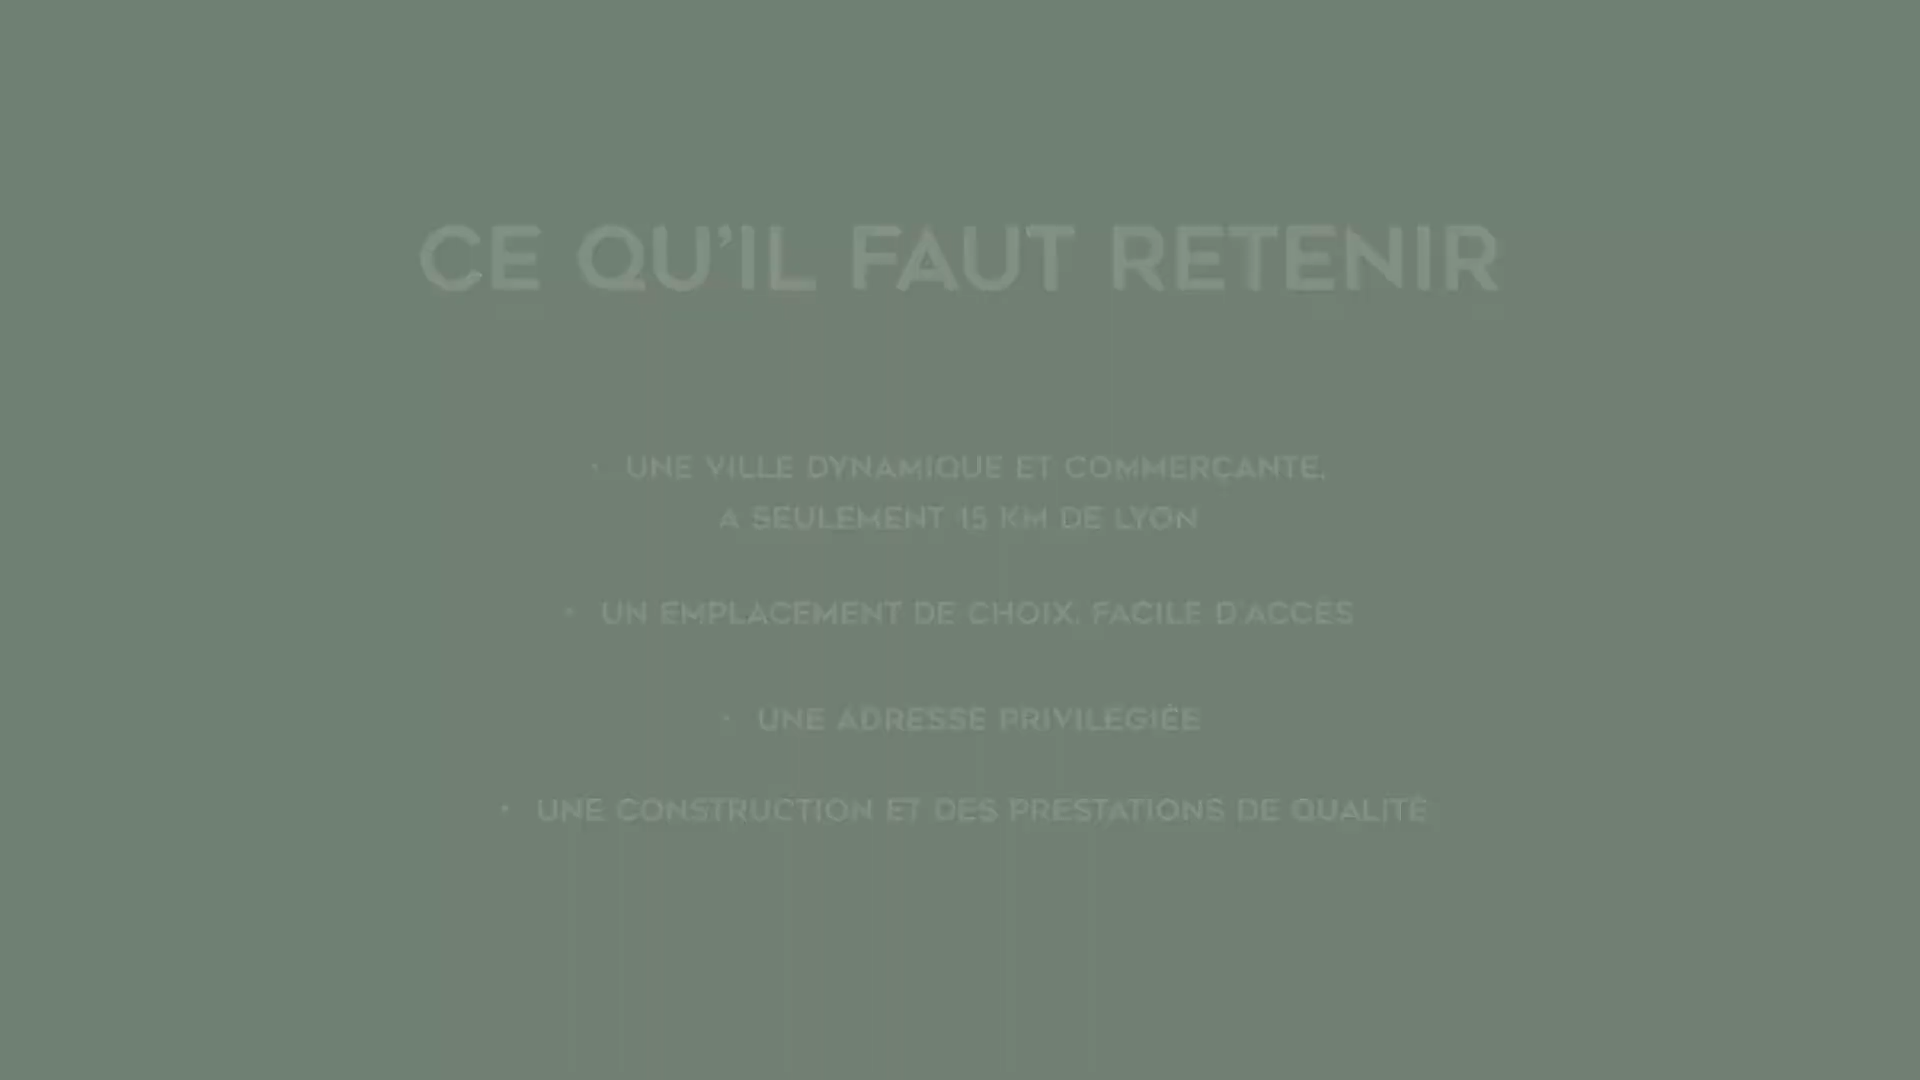 CE QU'IL FAUT RETENIR
• UNE VILLE DYNAMIQUE ET COMMERÇANTE,
A SEULEMENT 15 KM DE LYON
• UN EMPLACEMENT DE CHOIX, FACILE D'ACCÈS
• UNE ADRESSE PRIVILÉGIÉE
• UNE CONSTRUCTION ET DES PRESTATIONS DE QUALITÉ